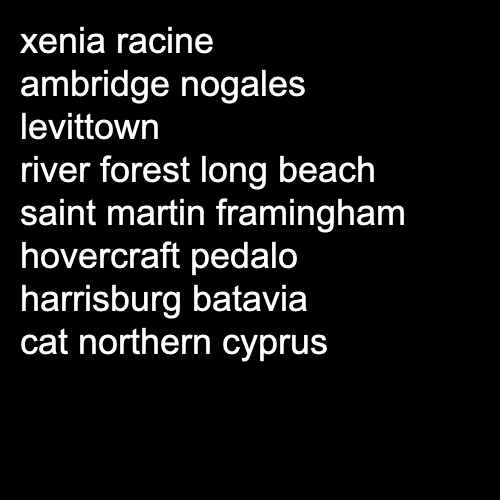 xenia racine
ambridge nogales
levittown
river forest long beach
saint martin framingham
hovercraft pedalo
harrisburg batavia
cat northern cyprus